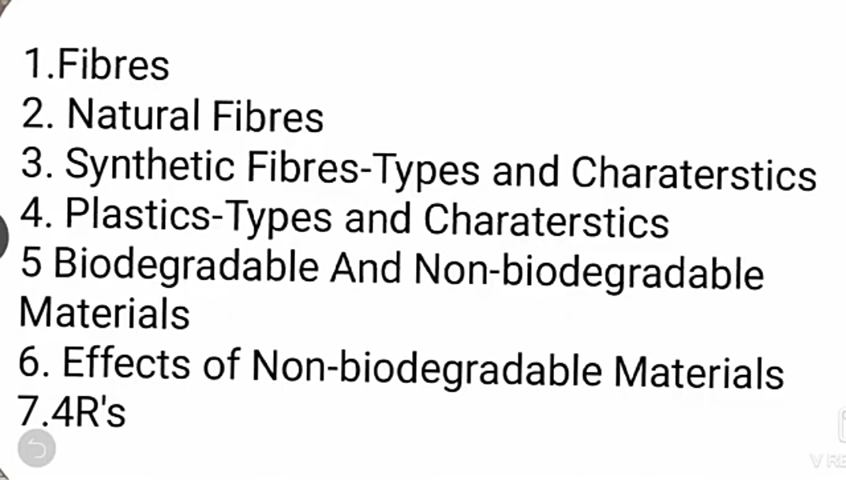 1.Fibres
2. Natural Fibres
3. Synthetic Fibres-Types and Charaterstics
4. Plastics-Types and Charaterstics
5 Biodegradable And Non-biodegradable
Materials
6. Effects of Non-biodegradable Materials
7.4R's